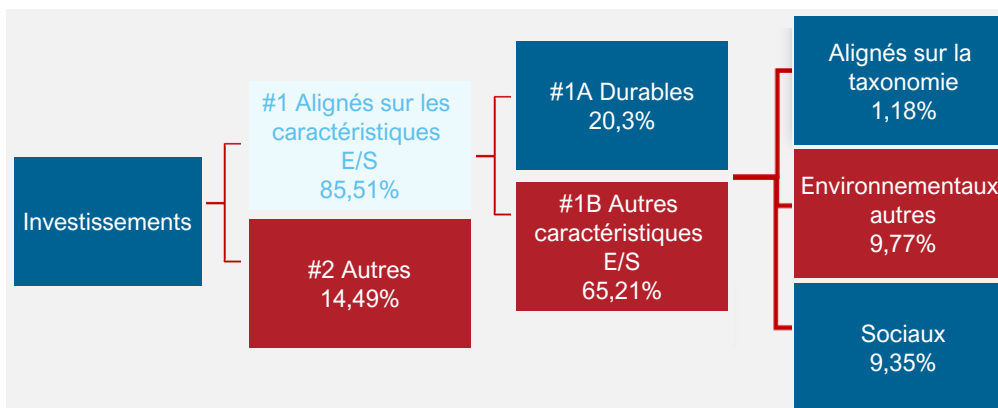 Investissements
#1 Alignés sur les
caractéristiques
E/S
85,51%
#2 Autres
14,49%
#1A Durables
20,3%
#1B Autres
caractéristiques
E/S
65,21%
Alignés sur la
taxonomie
1,18%
Environnementaux
autres
9,77%
Sociaux
9,35%